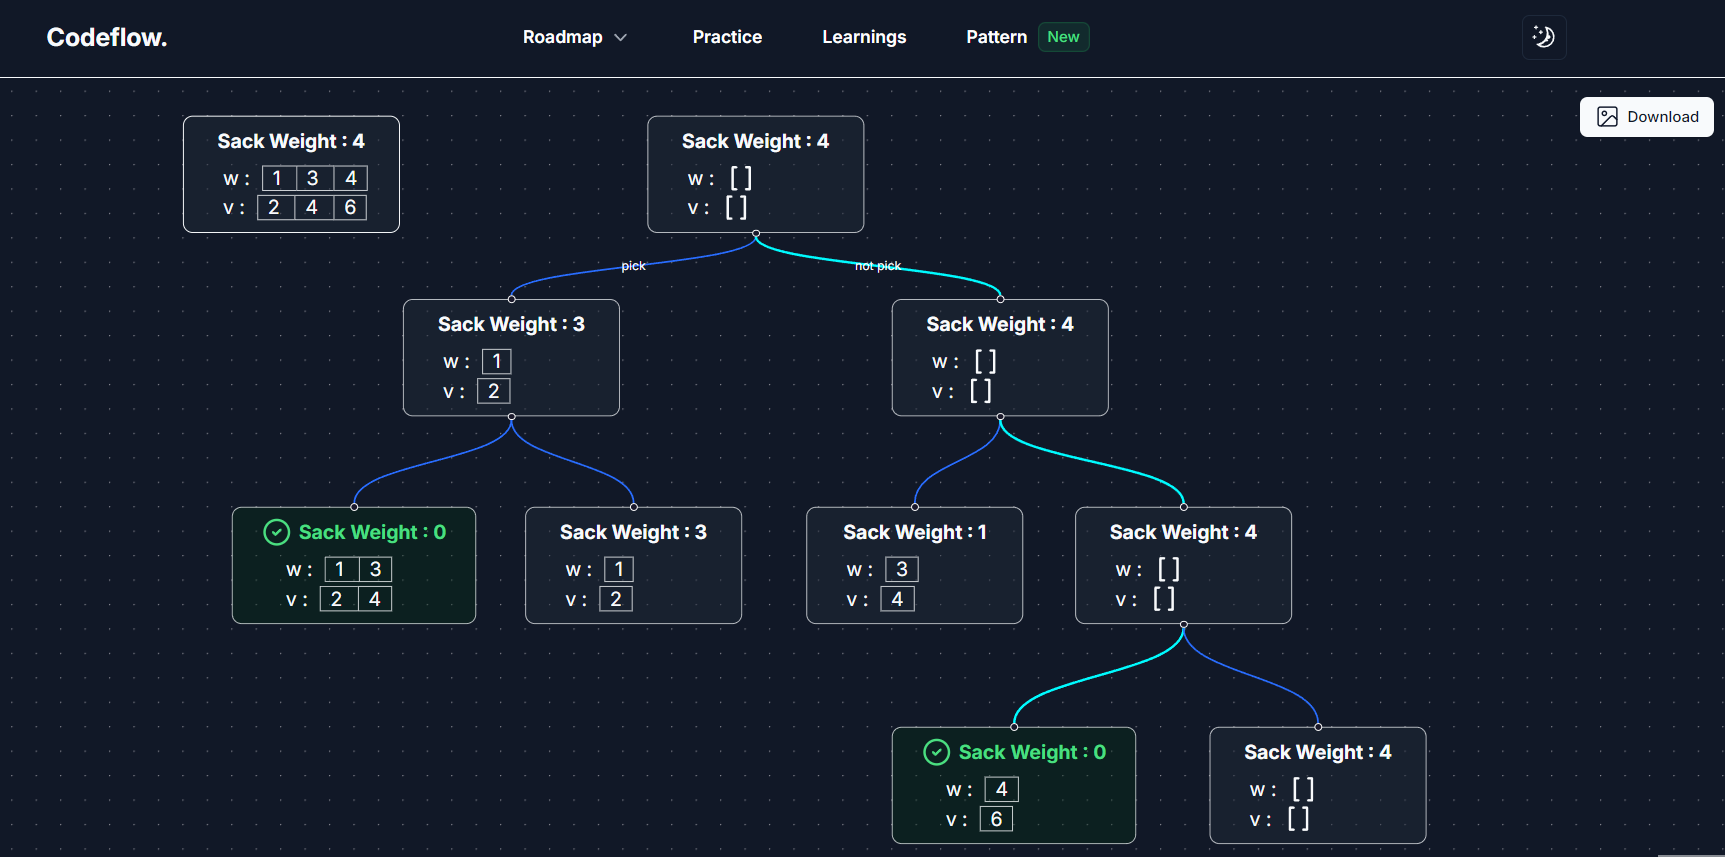 Codeflow.
Roadmap
Practice
Learnings
Pattern New
Download
Sack Weight : 4
w : 1 3 4
v : 2 4 6
Sack Weight : 4
w : [ ]
v : [ ]
pick
not pick
Sack Weight : 3
w : 1
v : 2
Sack Weight : 4
w : [ ]
v : [ ]
Sack Weight : 0
w : 1 3
v : 2 4
Sack Weight : 3
w : 1
v : 2
Sack Weight : 1
w : 3
v : 4
Sack Weight : 4
w : [ ]
v : [ ]
Sack Weight : 0
w : 4
v : 6
Sack Weight : 4
w : [ ]
v : [ ]